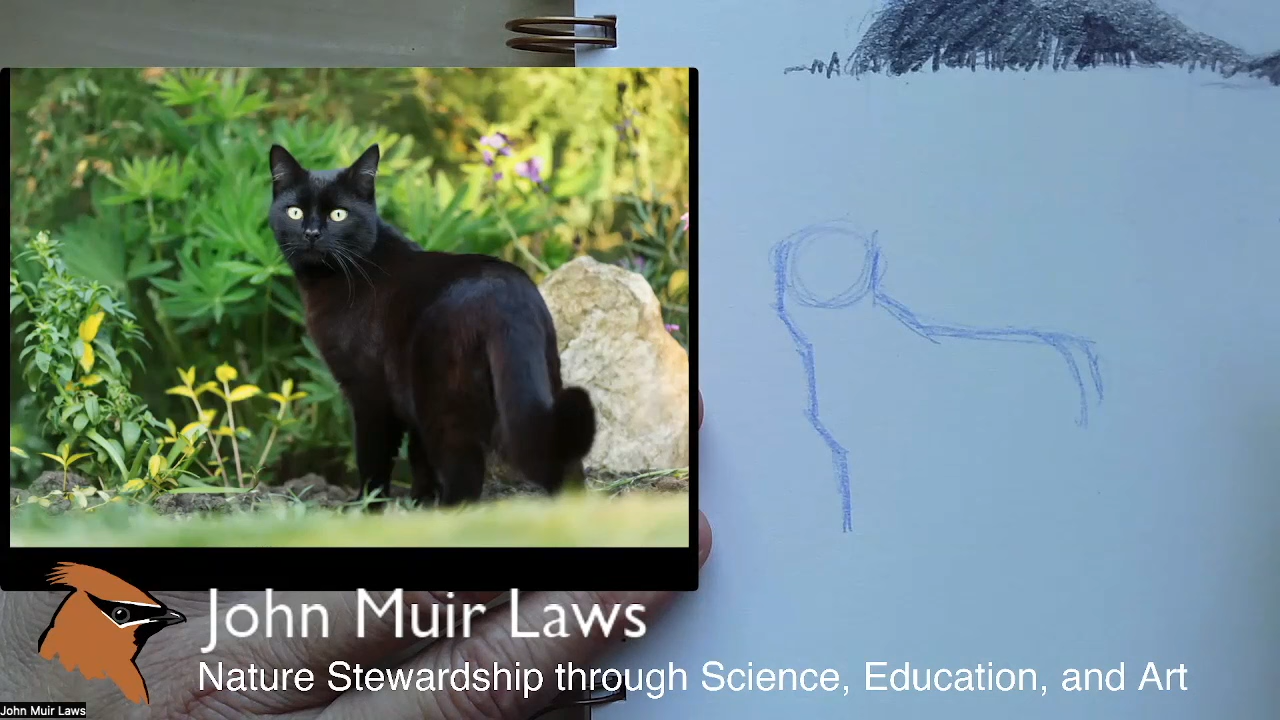 John Muir Laws
Nature Stewardship through Science, Education, and Art
John Muir Laws